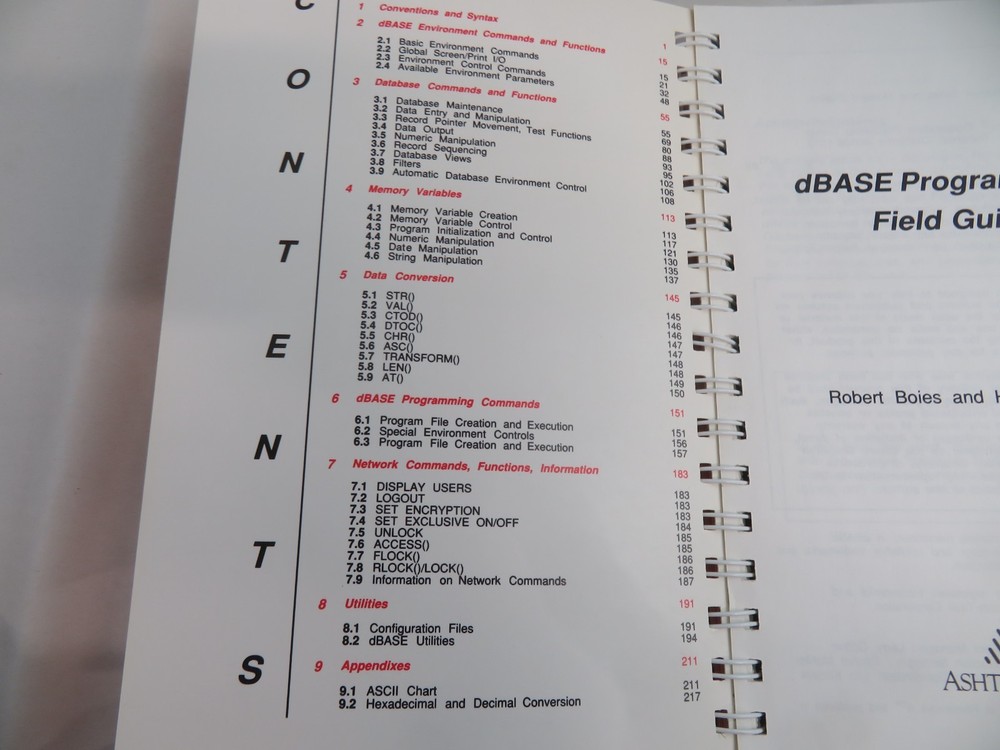 CONTENTS
1 Conventions and Syntax 1
2 dBASE Environment Commands and Functions 15
2.1 Basic Environment Commands 15
2.2 Global Screen/Print I/O 21
2.3 Environment Control Commands 32
2.4 Available Environment Parameters 48
3 Database Commands and Functions 55
3.1 Database Maintenance 55
3.2 Data Entry and Manipulation 69
3.3 Record Pointer Movement, Test Functions 80
3.4 Data Output 88
3.5 Numeric Manipulation 93
3.6 Record Sequencing 95
3.7 Database Views 102
3.8 Filters 106
3.9 Automatic Database Environment Control 108
4 Memory Variables 113
4.1 Memory Variable Creation 113
4.2 Memory Variable Control 117
4.3 Program Initialization and Control 121
4.4 Numeric Manipulation 130
4.5 Date Manipulation 135
4.6 String Manipulation 137
5 Data Conversion 145
5.1 STR() 145
5.2 VAL() 146
5.3 CTOD() 146
5.4 DTOC() 147
5.5 CHR() 147
5.6 ASC() 148
5.7 TRANSFORM() 148
5.8 LEN() 149
5.9 AT() 150
6 dBASE Programming Commands 151
6.1 Program File Creation and Execution 151
6.2 Special Environment Controls 156
6.3 Program File Creation and Execution 157
7 Network Commands, Functions, Information 183
7.1 DISPLAY USERS 183
7.2 LOGOUT 183
7.3 SET ENCRYPTION 183
7.4 SET EXCLUSIVE ON/OFF 184
7.5 UNLOCK 185
7.6 ACCESS() 185
7.7 FLOCK() 186
7.8 RLOCK()/LOCK() 186
7.9 Information on Network Commands 187
8 Utilities 191
8.1 Configuration Files 191
8.2 dBASE Utilities 194
9 Appendixes 211
9.1 ASCII Chart 211
9.2 Hexadecimal and Decimal Conversion 217
dBASE Progra
Field Gui
Robert Boies and H
ASHT